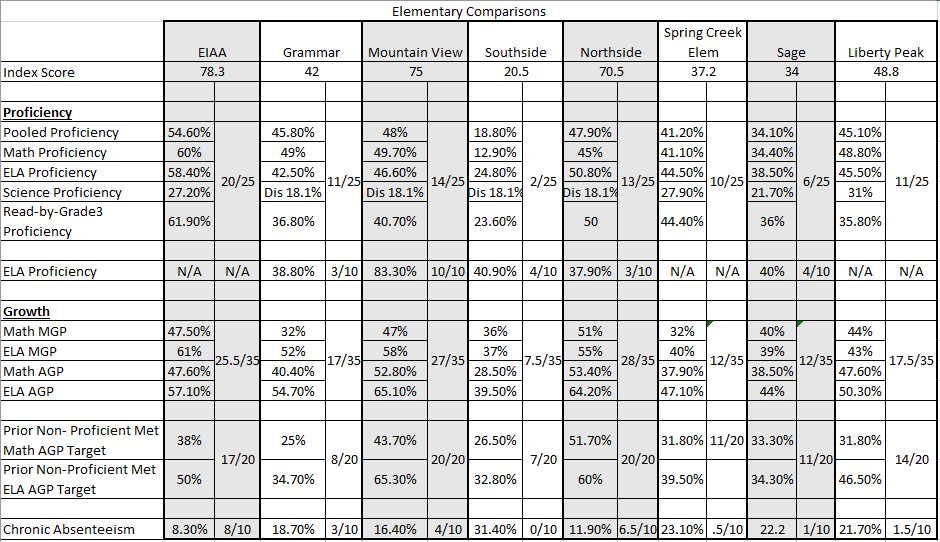 Elementary Comparisons
EIAA Grammar Mountain View Southside Northside Spring Creek Elem Sage Liberty Peak
Index Score 78.3 42 75 20.5 70.5 37.2 34 48.8
Proficiency
Pooled Proficiency 54.60% 45.80% 48% 18.80% 47.90% 41.20% 34.10% 45.10%
Math Proficiency 60% 49% 49.70% 12.90% 45% 41.10% 34.40% 48.80%
ELA Proficiency 58.40% 20/25 42.50% 11/25 46.60% 14/25 24.80% 2/25 50.80% 13/25 44.50% 10/25 38.50% 6/25 45.50% 11/25
Science Proficiency 27.20% Dis 18.1% Dis 18.1% Dis 18.1% Dis 18.1% 27.90% 21.70% 31%
Read-by-Grade3 Proficiency 61.90% 36.80% 40.70% 23.60% 50 44.40% 36% 35.80%
ELA Proficiency N/A N/A 38.80% 3/10 83.30% 10/10 40.90% 4/10 37.90% 3/10 N/A N/A 40% 4/10 N/A N/A
Growth
Math MGP 47.50% 32% 47% 36% 51% 32% 40% 44%
ELA MGP 61% 25.5/35 52% 17/35 58% 27/35 37% 7.5/35 55% 28/35 40% 12/35 39% 12/35 43% 17.5/35
Math AGP 47.60% 40.40% 52.80% 28.50% 53.40% 37.90% 38.50% 47.60%
ELA AGP 57.10% 54.70% 65.10% 39.50% 64.20% 47.10% 44% 50.30%
Prior Non- Proficient Met Math AGP Target 38% 17/20 25% 8/20 43.70% 20/20 26.50% 7/20 51.70% 20/20 31.80% 11/20 33.30% 11/20 31.80% 14/20
Prior Non-Proficient Met ELA AGP Target 50% 34.70% 65.30% 32.80% 60% 39.50% 34.30% 46.50%
Chronic Absenteeism 8.30% 8/10 18.70% 3/10 16.40% 4/10 31.40% 0/10 11.90% 6.5/10 23.10% .5/10 22.2 1/10 21.70% 1.5/10